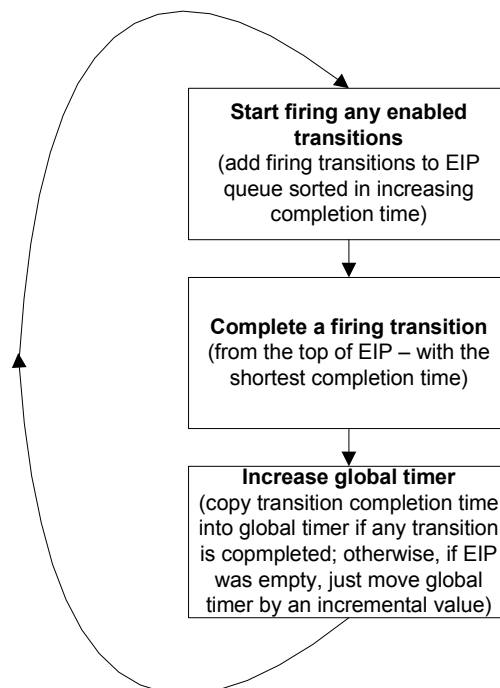 Start firing any enabled
transitions
(add firing transitions to EIP
queue sorted in increasing
completion time)
Complete a firing transition
(from the top of EIP – with the
shortest completion time)
Increase global timer
(copy transition completion time
into global timer if any transition
is copmpleted; otherwise, if EIP
was empty, just move global
timer by an incremental value)